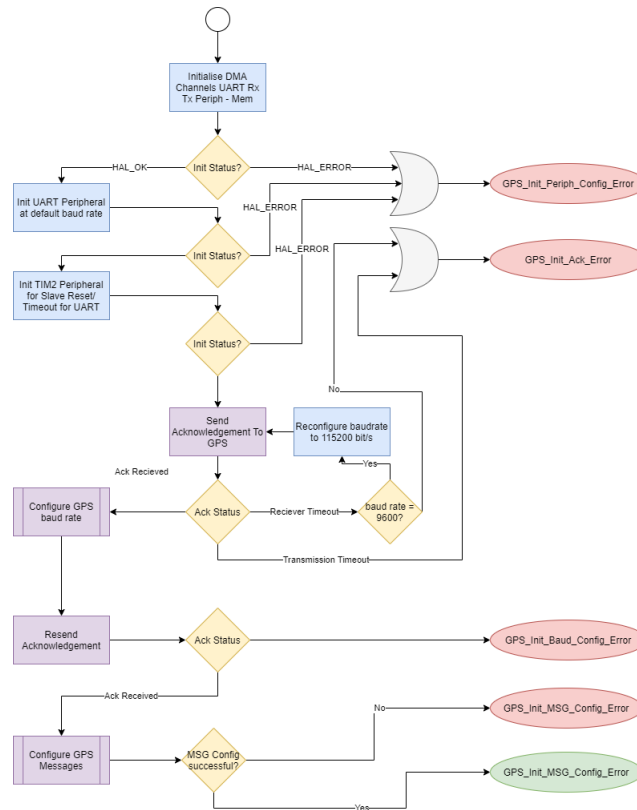 Initialise DMA
Channels UART Rx
Tx Periph - Mem
Init Status?
HAL_OK
HAL_ERROR
GPS_Init_Periph_Config_Error
Init UART Peripheral
at default baud rate
HAL_ERROR
HAL_ERROR
Init Status?
GPS_Init_Ack_Error
Init TIM2 Peripheral
for Slave Reset/
Timeout for UART
Init Status?
No
Send
Acknowledgement To
GPS
Reconfigure baudrate
to 115200 bit/s
Ack Recieved
Yes
Configure GPS
baud rate
Ack Status
Reciever Timeout
baud rate =
9600?
Transmission Timeout
Resend
Acknowledgement
Ack Status
GPS_Init_Baud_Config_Error
Ack Received
No
GPS_Init_MSG_Config_Error
Configure GPS
Messages
MSG Config
successful?
GPS_Init_MSG_Config_Error
Yes